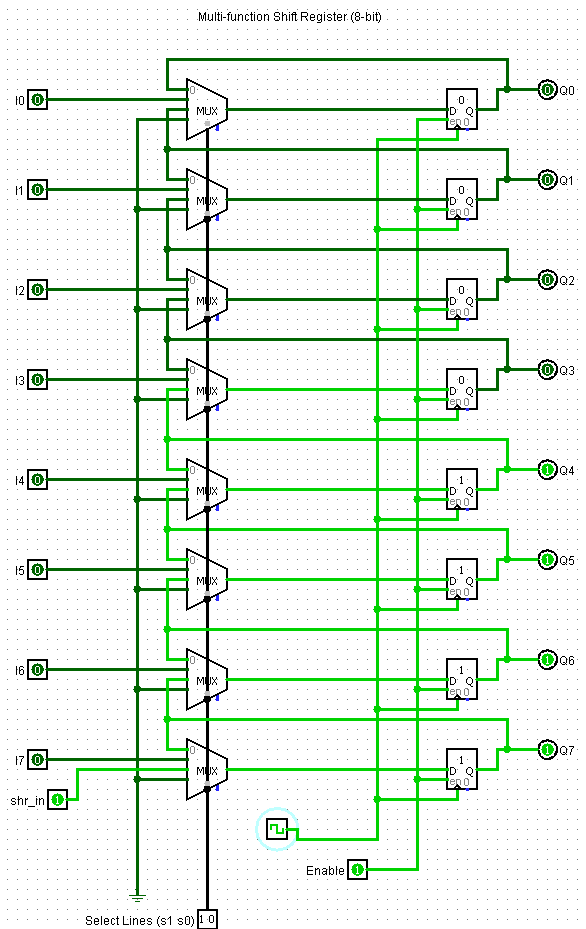 Multi-function Shift Register (8-bit)
I0 0 0 MUX 0 D Q en 0 0 Q0
I1 0 0 MUX 0 D Q en 0 0 Q1
I2 0 0 MUX 0 D Q en 0 0 Q2
I3 0 0 MUX 0 D Q en 0 0 Q3
I4 0 0 MUX 1 D Q en 0 1 Q4
I5 0 0 MUX 1 D Q en 0 1 Q5
I6 0 0 MUX 1 D Q en 0 1 Q6
I7 0 0 MUX 1 D Q en 0 1 Q7
shr_in 1
Enable 1
Select Lines (s1 s0) 1 0